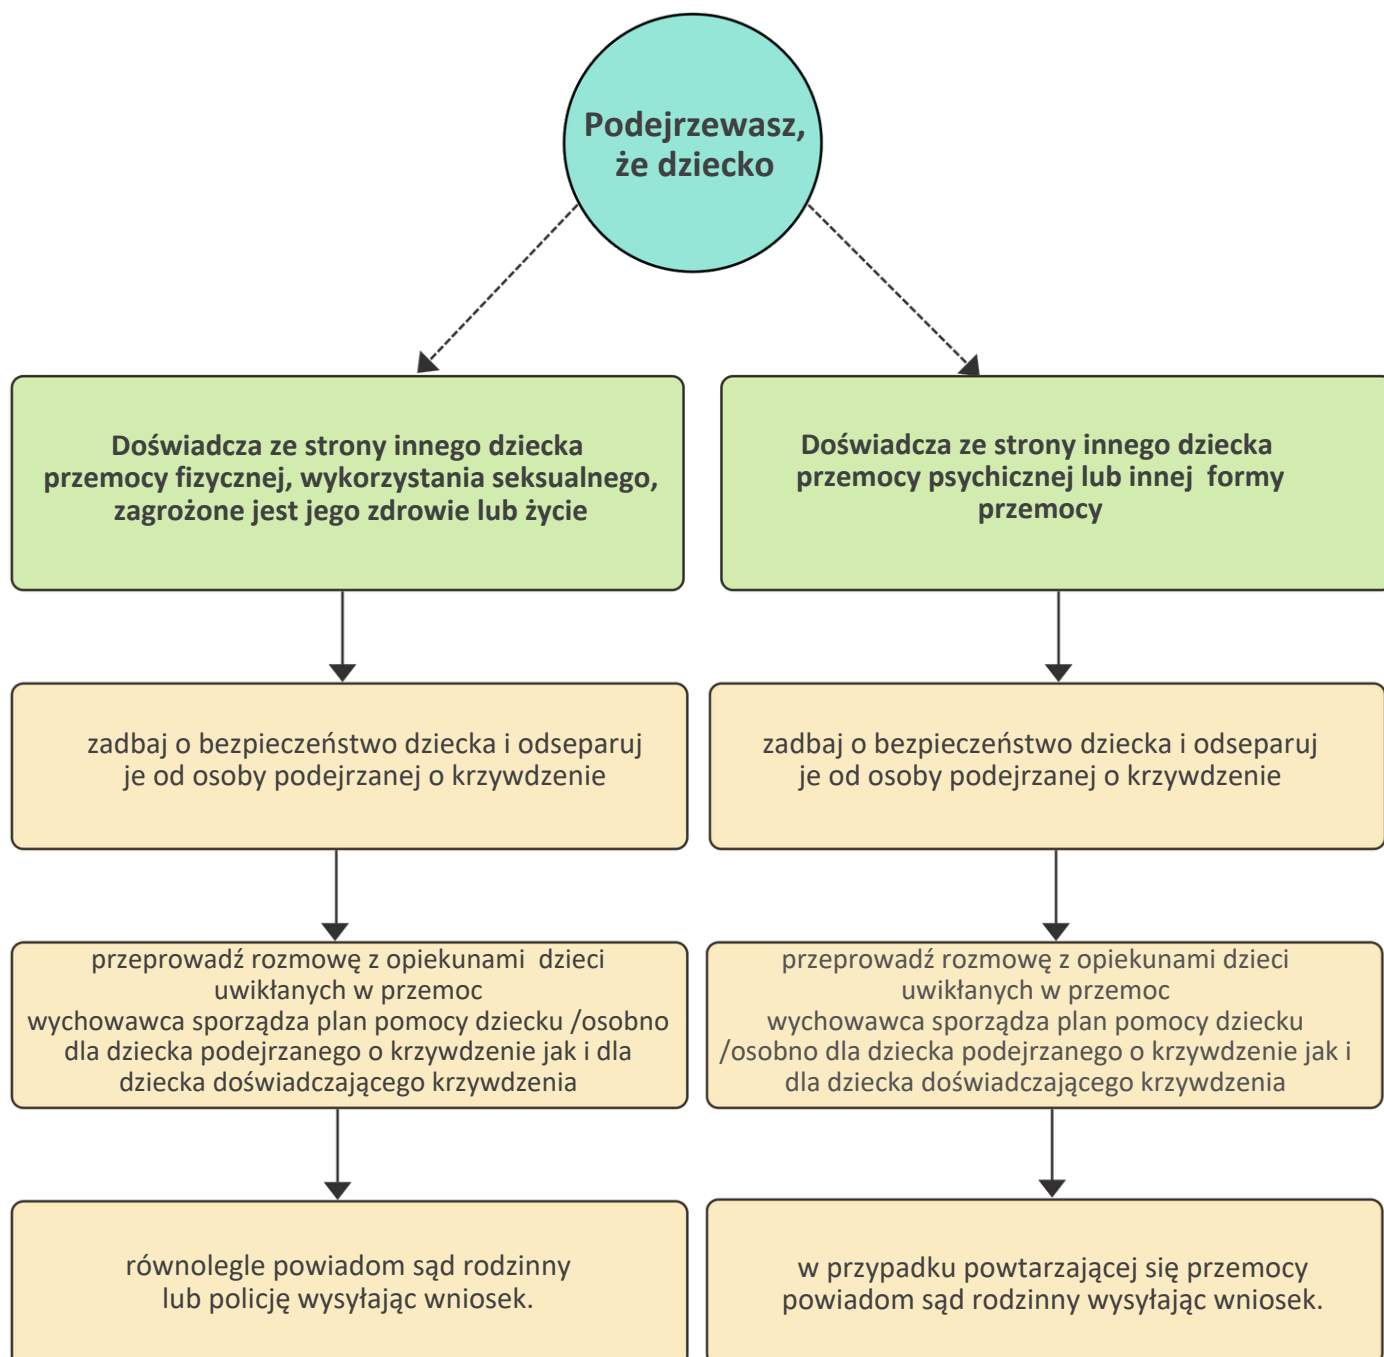 Podejrzewasz,
że dziecko
Doświadcza ze strony innego dziecka
przemocy fizycznej, wykorzystania seksualnego,
zagrożone jest jego zdrowie lub życie
Doświadcza ze strony innego dziecka
przemocy psychicznej lub innej formy
przemocy
zadbaj o bezpieczeństwo dziecka i odseparuj
je od osoby podejrzanej o krzywdzenie
zadbaj o bezpieczeństwo dziecka i odseparuj
je od osoby podejrzanej o krzywdzenie
przeprowadź rozmowę z opiekunami dzieci
uwikłanych w przemoc
wychowawca sporządza plan pomocy dziecku /osobno
dla dziecka podejrzanego o krzywdzenie jak i dla
dziecka doświadczającego krzywdzenia
przeprowadź rozmowę z opiekunami dzieci
uwikłanych w przemoc
wychowawca sporządza plan pomocy dziecku
/osobno dla dziecka podejrzanego o krzywdzenie jak i
dla dziecka doświadczającego krzywdzenia
równolegle powiadom sąd rodzinny
lub policję wysyłając wniosek.
w przypadku powtarzającej się przemocy
powiadom sąd rodzinny wysyłając wniosek.